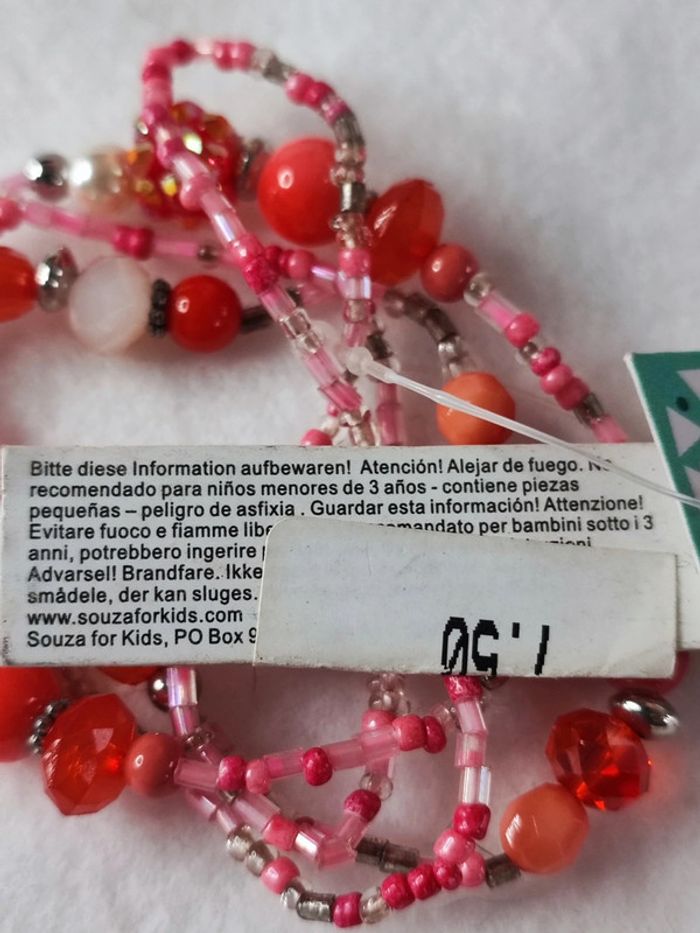 Bitte diese Information aufbewaren! Atención! Alejar de fuego. No
recomendado para niños menores de 3 años - contiene piezas
pequeñas – peligro de asfixia . Guardar esta información! Attenzione!
Evitare fuoco e fiamme mandato per bambini sotto i 3
anni, potrebbero ingerire
Advarsel! Brandfare. Ikke
smådele, der kan sluges.
www.souzaforkids.com
Souza for Kids, PO Box 9
1.50